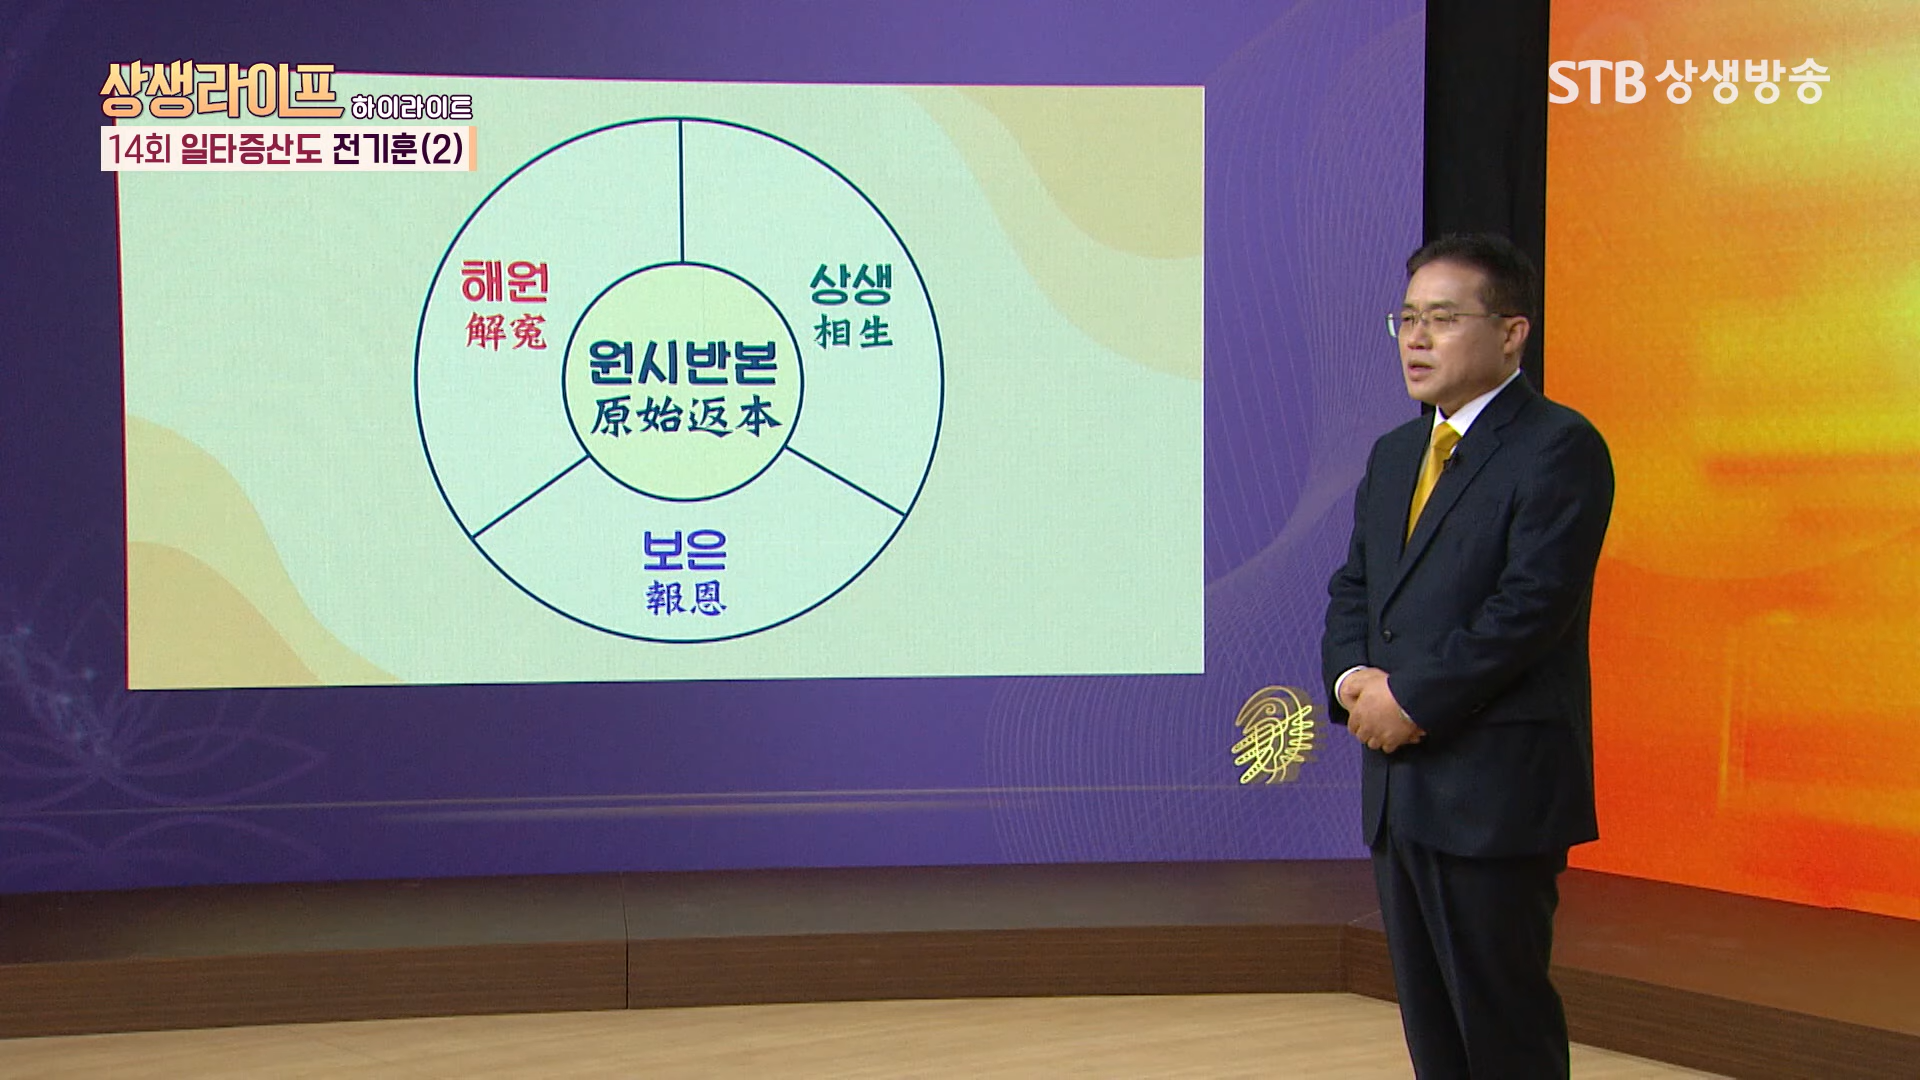 상생라이프 하이라이트
STB 상생방송
14회 일타증산도 전기훈(2)
해원
解冤
상생
相生
원시반본
原始返本
보은
報恩